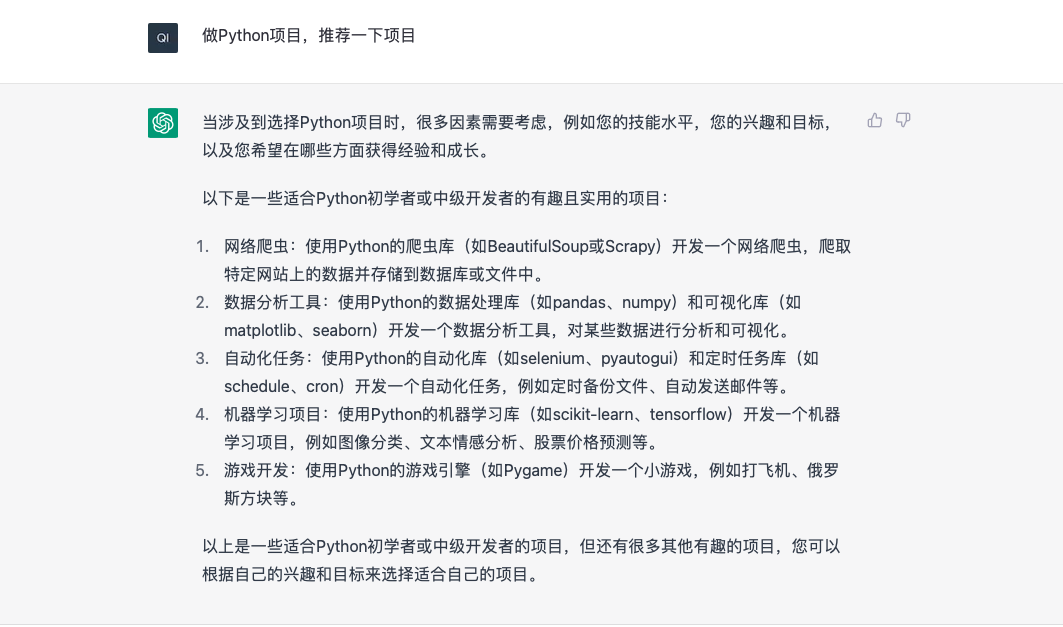 QI
做Python项目，推荐一下项目
当涉及到选择Python项目时，很多因素需要考虑，例如您的技能水平，您的兴趣和目标，
以及您希望在哪些方面获得经验和成长。
以下是一些适合Python初学者或中级开发者的有趣且实用的项目：
1. 网络爬虫：使用Python的爬虫库（如BeautifulSoup或Scrapy）开发一个网络爬虫，爬取
特定网站上的数据并存储到数据库或文件中。
2. 数据分析工具：使用Python的数据处理库（如pandas、numpy）和可视化库（如
matplotlib、seaborn）开发一个数据分析工具，对某些数据进行分析和可视化。
3. 自动化任务：使用Python的自动化库（如selenium、pyautogui）和定时任务库（如
schedule、cron）开发一个自动化任务，例如定时备份文件、自动发送邮件等。
4. 机器学习项目：使用Python的机器学习库（如scikit-learn、tensorflow）开发一个机器
学习项目，例如图像分类、文本情感分析、股票价格预测等。
5. 游戏开发：使用Python的游戏引擎（如Pygame）开发一个小游戏，例如打飞机、俄罗
斯方块等。
以上是一些适合Python初学者或中级开发者的项目，但还有很多其他有趣的项目，您可以
根据自己的兴趣和目标来选择适合自己的项目。